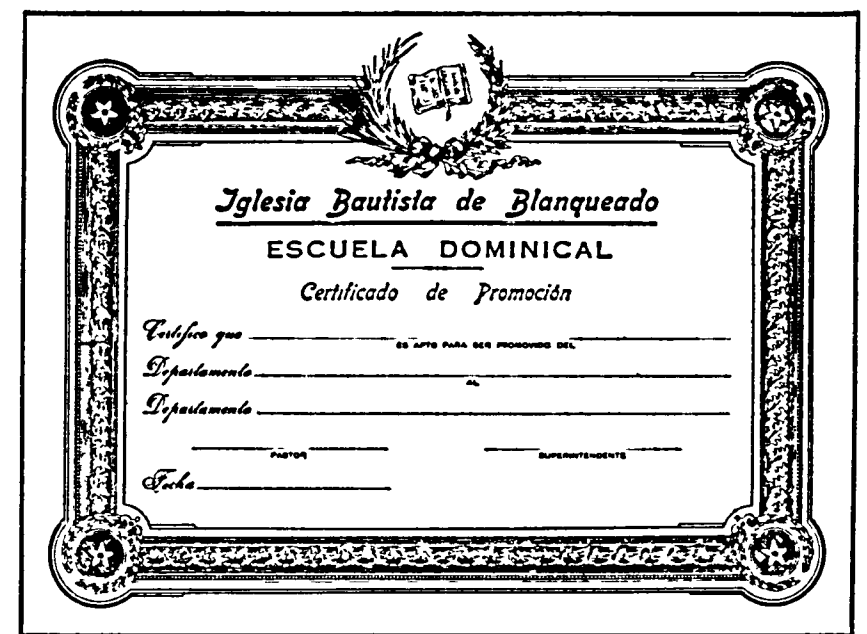 Iglesia Bautista de Blanqueado
ESCUELA DOMINICAL
Certificado de Promoción
Certifico que
ES APTO PARA SER PROMOVIDO DEL
Departamento
AL
Departamento
PASTOR SUPERINTENDENTE
Fecha